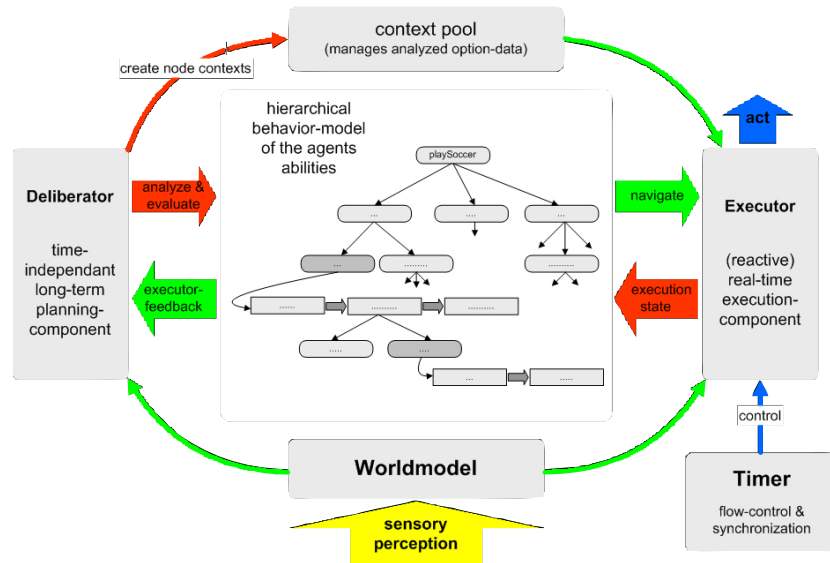 context pool
(manages analyzed option-data)
create node contexts
hierarchical
behavior-model
of the agents
abilities
playSoccer
...
....
...
...
.........
..........
......
..........
..........
.....
....
...
.....
Deliberator
time-
independant
long-term
planning-
component
analyze &
evaluate
executor-
feedback
navigate
execution
state
act
Executor
(reactive)
real-time
execution-
component
control
Worldmodel
sensory
perception
Timer
flow-control &
synchronization